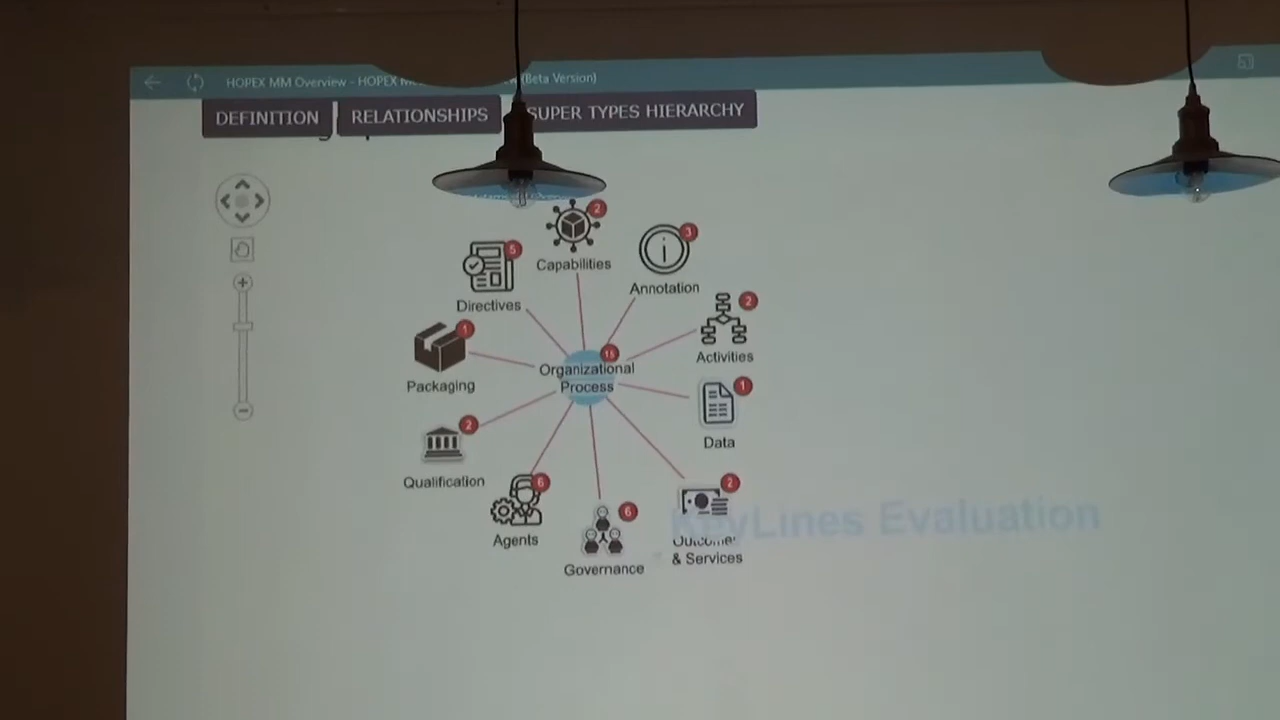 HOPEX MM Overview - HOPEX (Beta Version)
DEFINITION
RELATIONSHIPS
SUPER TYPES HIERARCHY
2
Capabilities
3
Annotation
5
Directives
2
Activities
1
Packaging
15
Organizational
Process
1
Data
2
Qualification
6
Agents
6
Governance
2
& Services
KeyLines Evaluation